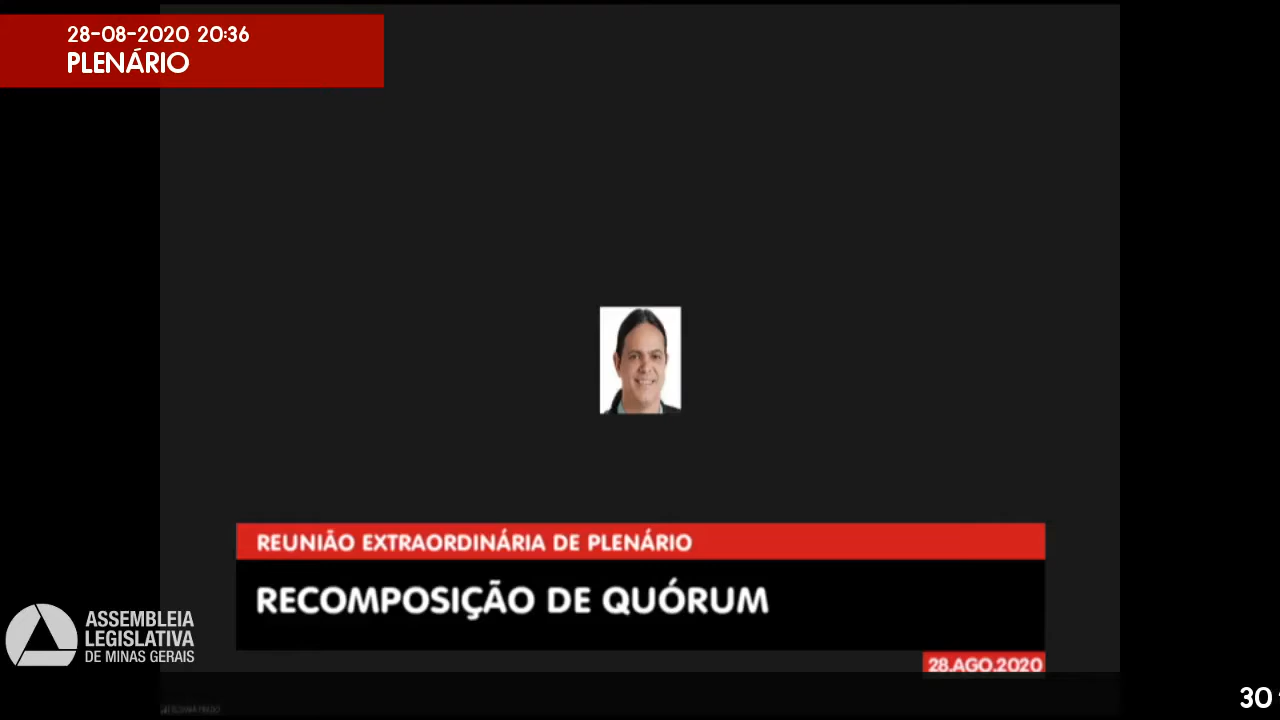 28-08-2020 20:36
PLENÁRIO
REUNIÃO EXTRAORDINÁRIA DE PLENÁRIO
RECOMPOSIÇÃO DE QUÓRUM
ASSEMBLEIA
LEGISLATIVA
DE MINAS GERAIS
28.AGO.2020
30